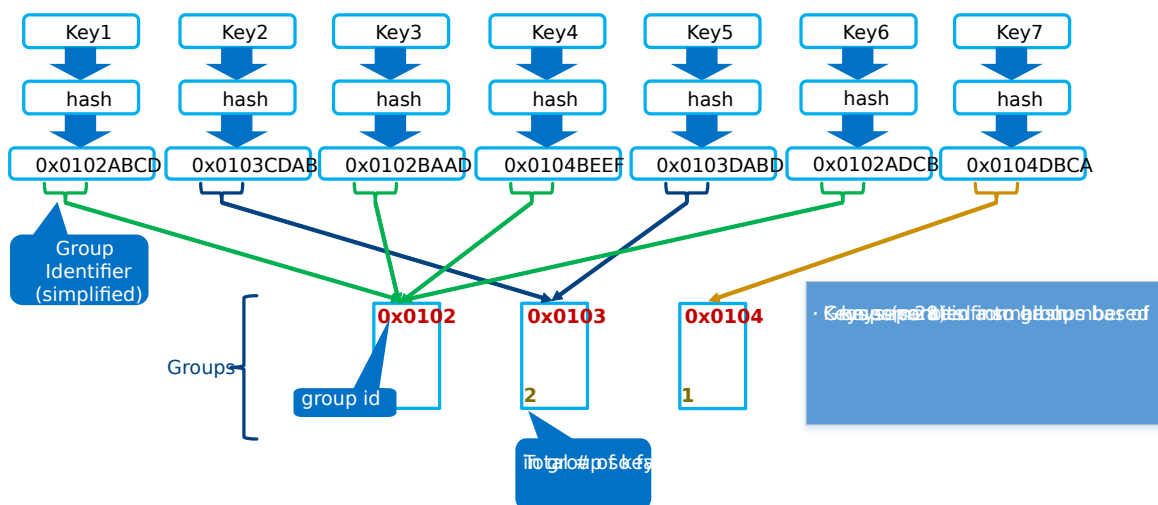 Key1
Key2
Key3
Key4
Key5
Key6
Key7
hash
hash
hash
hash
hash
hash
hash
0x0102ABCD
0x0103CDAB
0x0102BAAD
0x0104BEEF
0x0103DABD
0x0102ADCB
0x0104DBCA
Group
Identifier
(simplified)
0x0102
0x0103
0x0104
Groups
group id
2
1